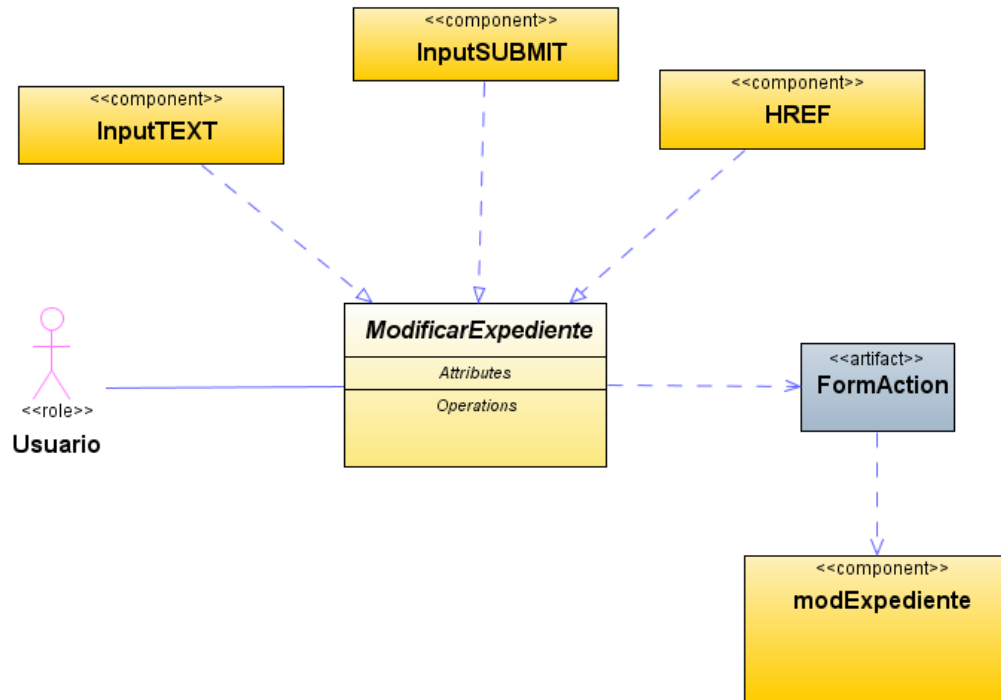 <<component>>
InputSUBMIT
<<component>>
InputTEXT
<<component>>
HREF
ModificarExpediente
Attributes
Operations
<<role>>
Usuario
<<artifact>>
FormAction
<<component>>
modExpediente